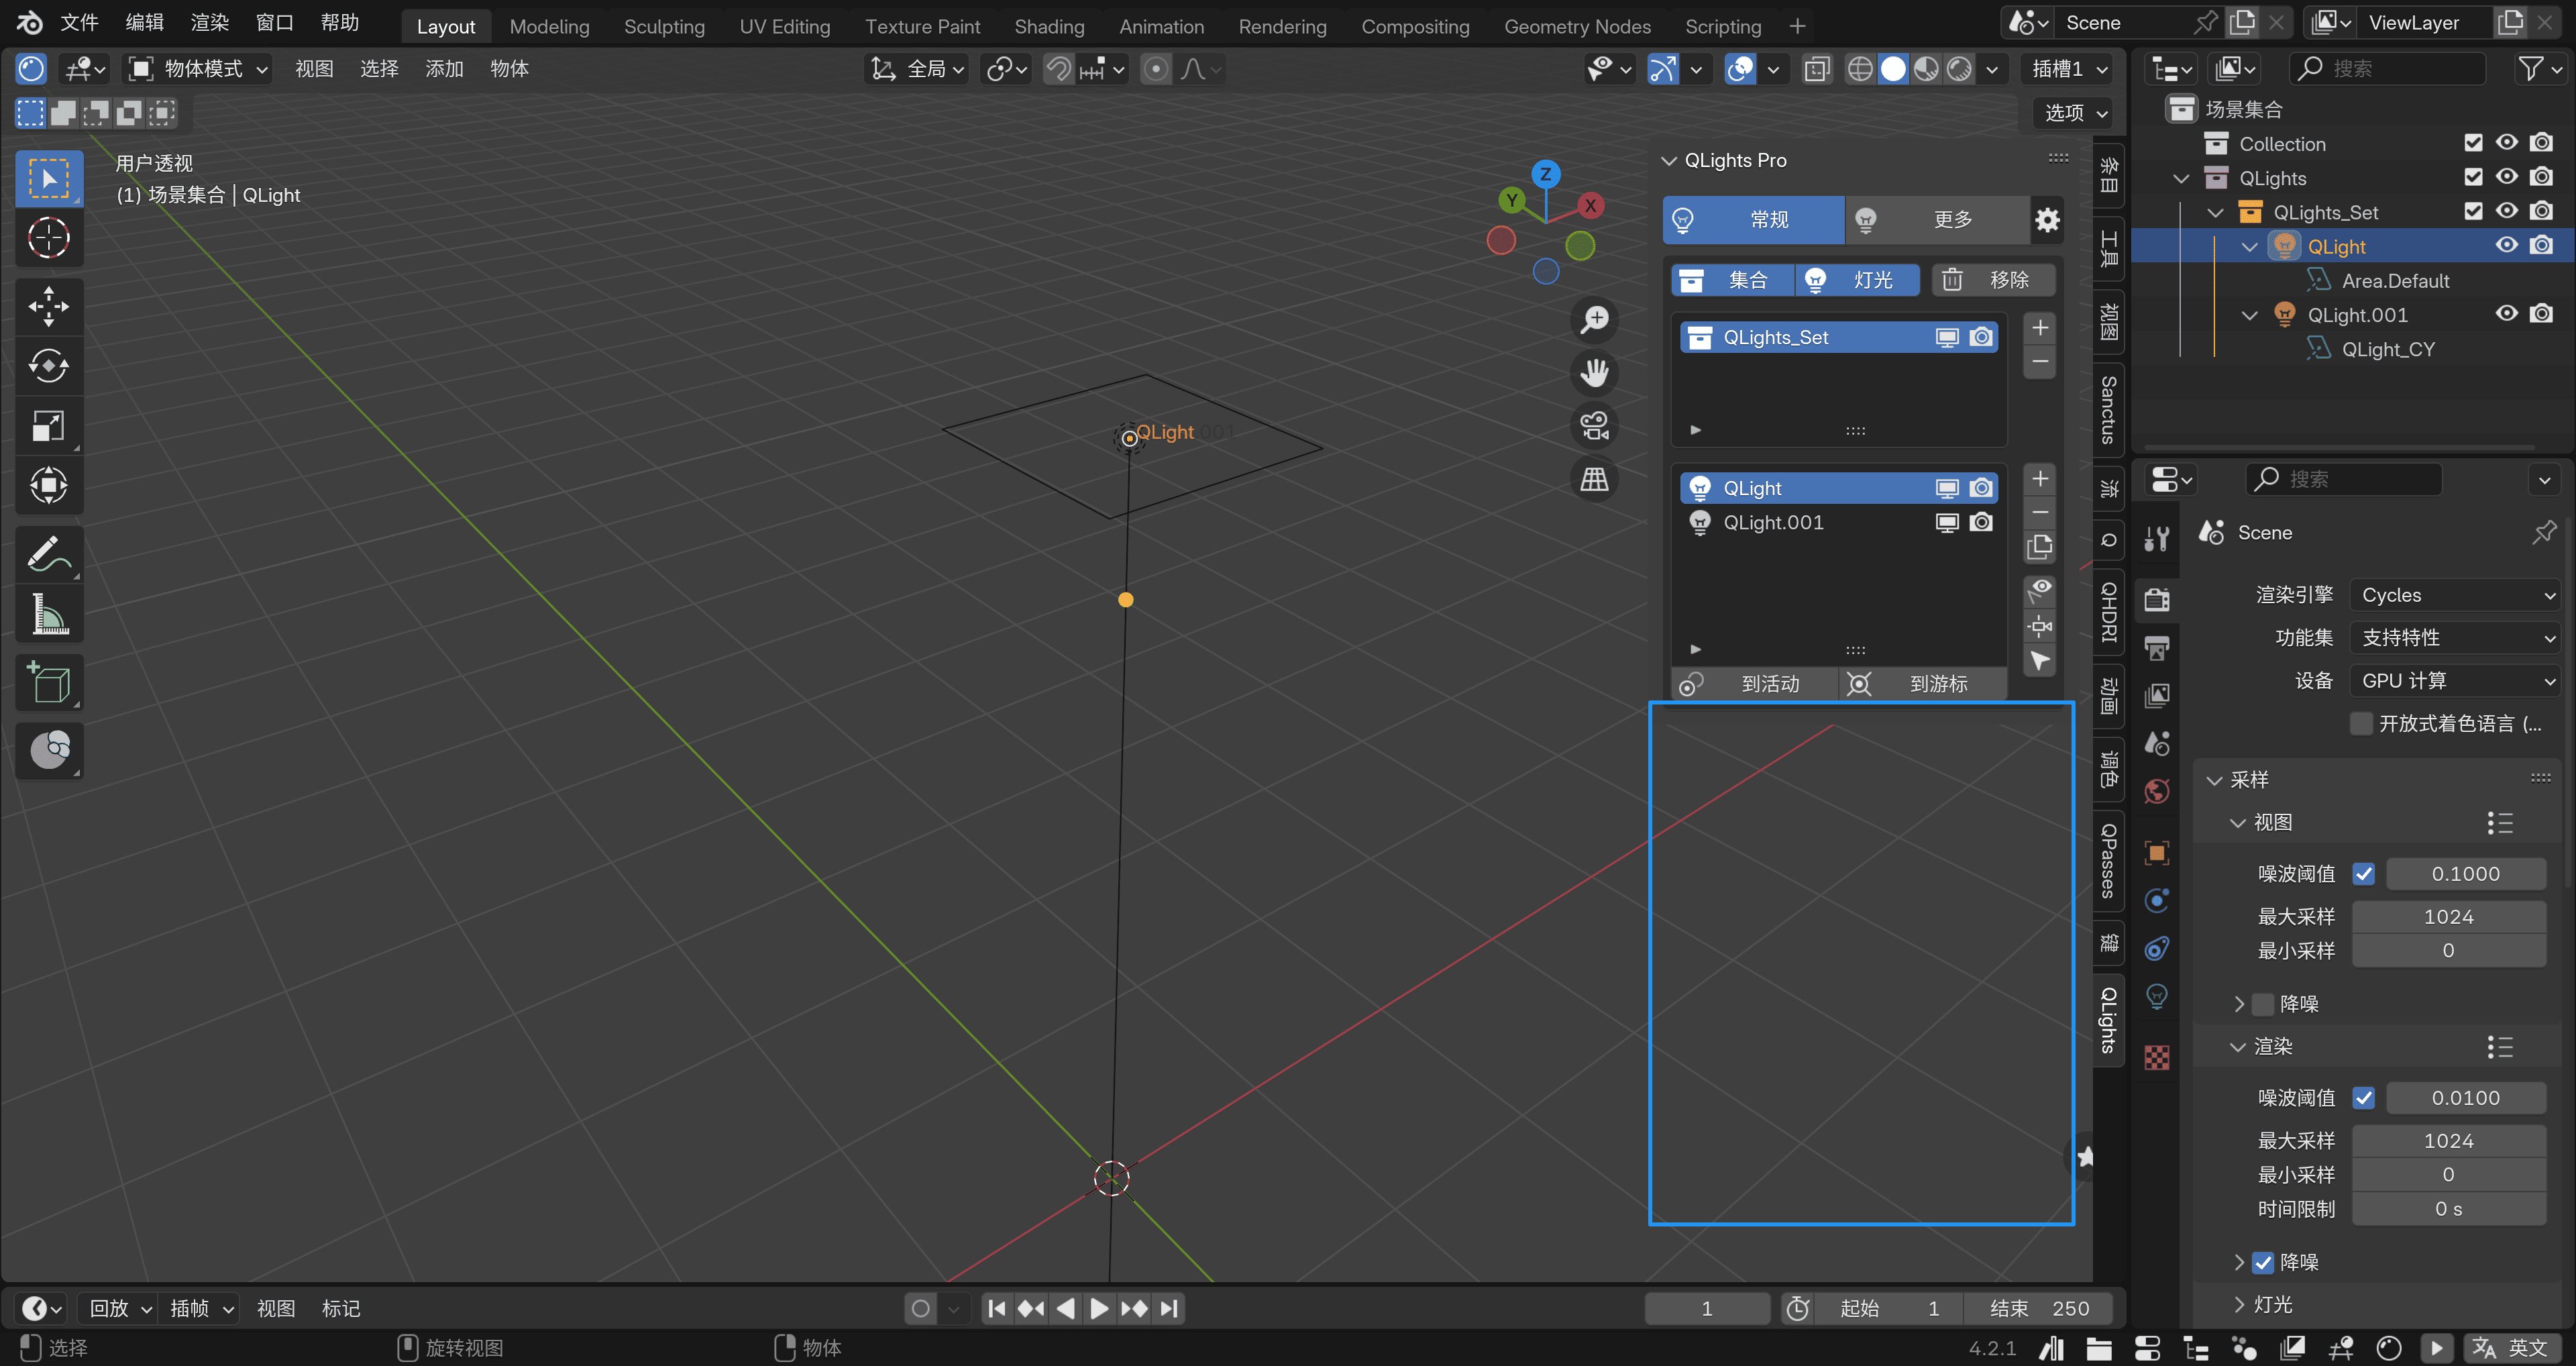 文件 编辑 渲染 窗口 帮助 Layout Modeling Sculpting UV Editing Texture Paint Shading Animation Rendering Compositing Geometry Nodes Scripting + Scene ViewLayer
物体模式 视图 选择 添加 物体 全局 插槽1 搜索
选项
用户透视
(1) 场景集合 | QLight
Z
Y
X
QLight.001
QLights Pro
常规 更多
集合 灯光 移除
QLights_Set
QLight
QLight.001
到活动 到游标
条目
工具
视图
Sanctus
流
Q
QHDRI
动画
调色
QPasses
键
QLights
场景集合
Collection
QLights
QLights_Set
QLight
Area.Default
QLight.001
QLight_CY
搜索
Scene
渲染引擎 Cycles
功能集 支持特性
设备 GPU 计算
开放式着色语言 (...
采样
视图
噪波阈值 0.1000
最大采样 1024
最小采样 0
降噪
渲染
噪波阈值 0.0100
最大采样 1024
最小采样 0
时间限制 0 s
降噪
灯光
回放 插帧 视图 标记 1 起始 1 结束 250
选择 旋转视图 物体 4.2.1 英文